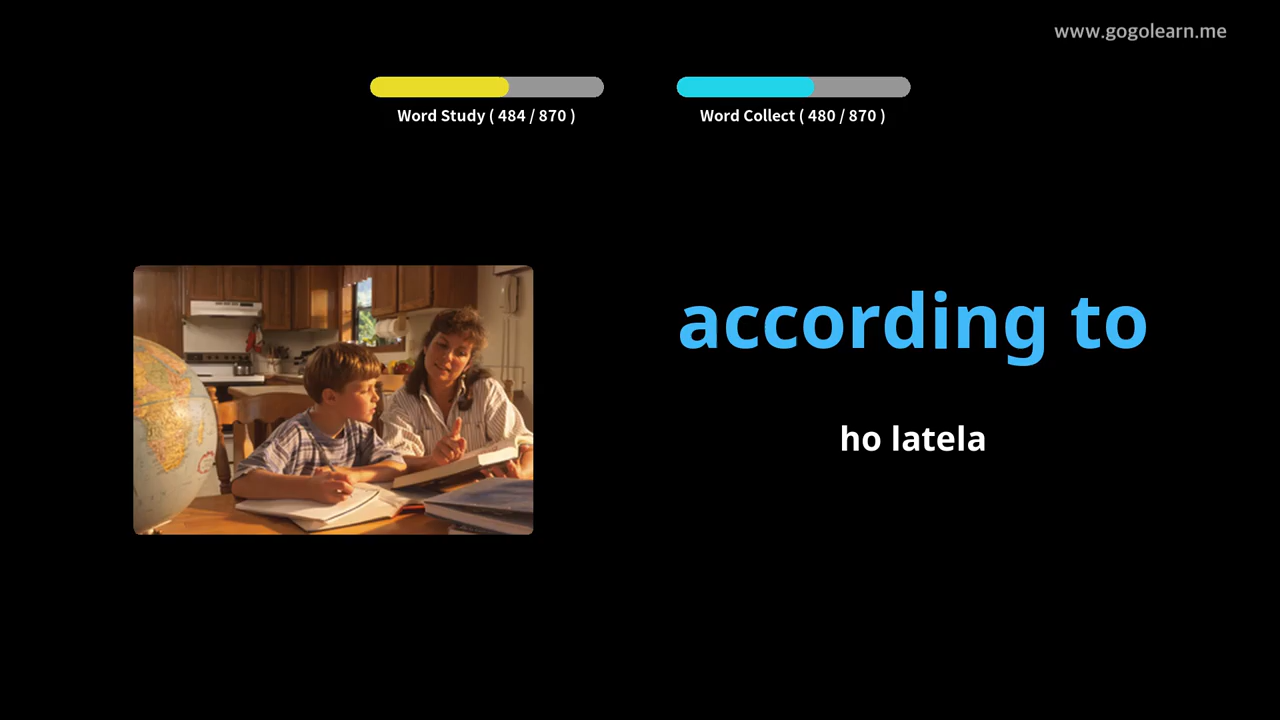 www.gogolearn.me
Word Study ( 484 / 870 )
Word Collect ( 480 / 870 )
according to
ho latela